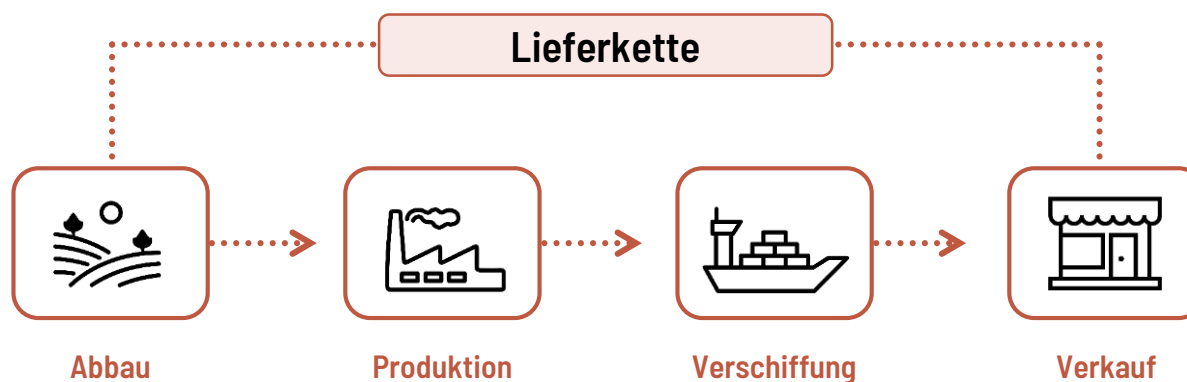 Lieferkette
Abbau
Produktion
Verschiffung
Verkauf